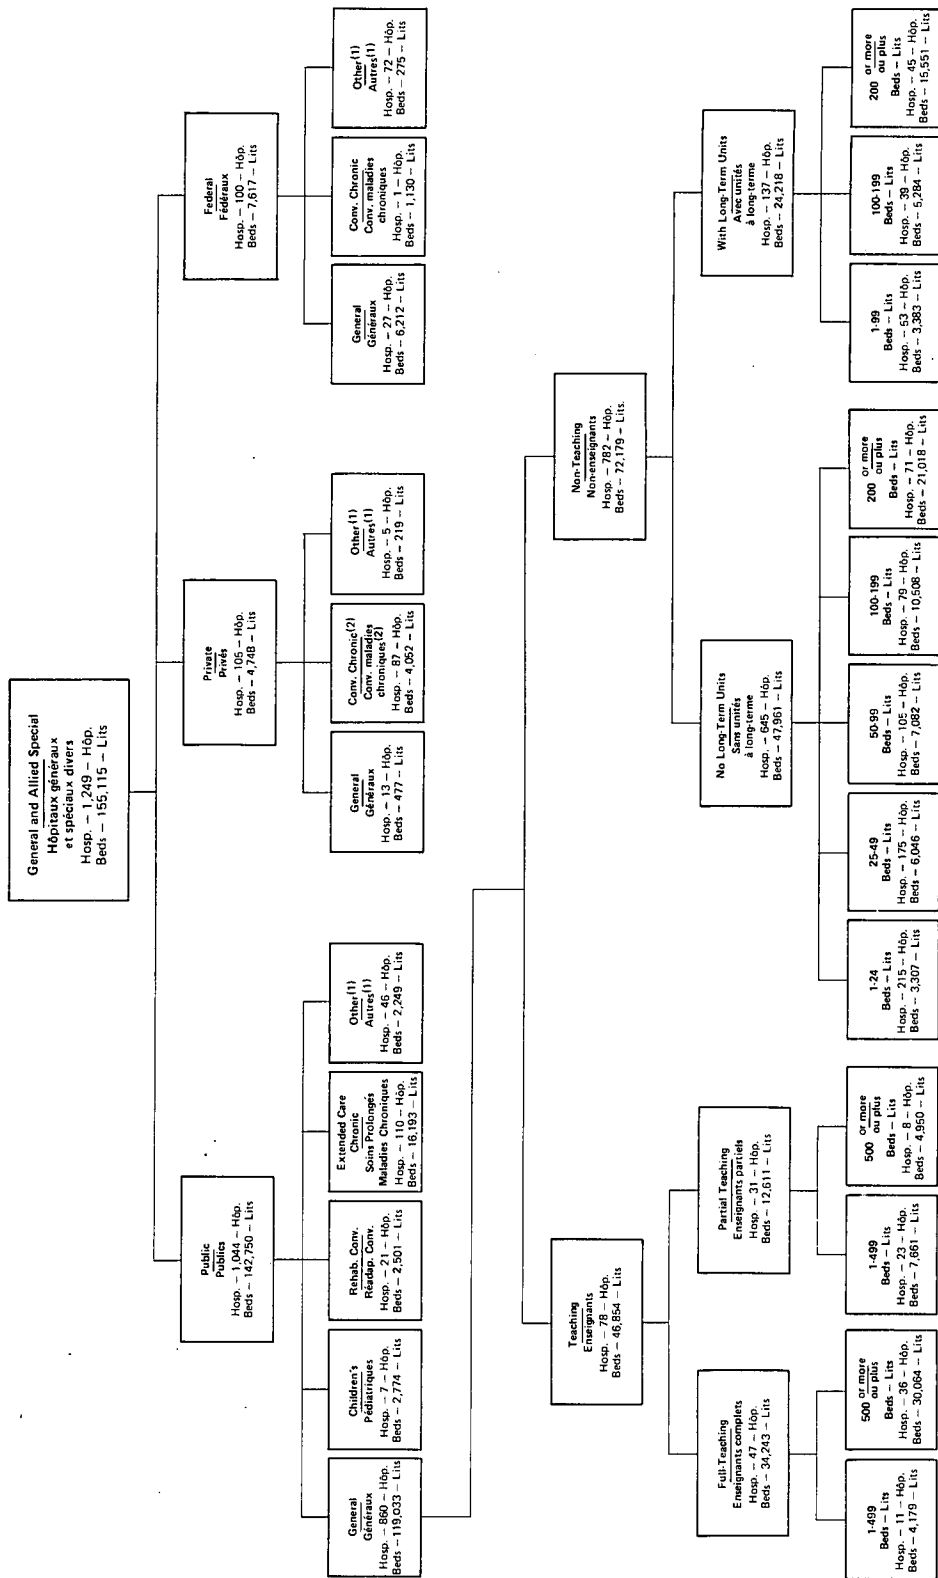 General and Allied Special
Hôpitaux généraux
et spéciaux divers
Hosp. – 1,249 – Hôp.
Beds – 155,115 – Lits
Public
Publics
Hosp. – 1,044 – Hôp.
Beds – 142,750 – Lits
Private
Privés
Hosp. – 105 – Hôp.
Beds – 4,748 – Lits
Federal
Fédéraux
Hosp. – 100 – Hôp.
Beds – 7,617 – Lits
General
Généraux
Hosp. – 860 – Hôp.
Beds – 119,033 – Lits
Children's
Pédiatriques
Hosp. – 7 – Hôp.
Beds – 2,774 – Lits
Rehab. Conv.
Réadap. Conv.
Hosp. – 21 – Hôp.
Beds – 2,501 – Lits
Extended Care
Chronic
Soins Prolongés
Maladies Chroniques
Hosp. – 110 – Hôp.
Beds – 16,193 – Lits
Other(1)
Autres(1)
Hosp. – 46 – Hôp.
Beds – 2,249 – Lits
General
Généraux
Hosp. – 13 – Hôp.
Beds – 477 – Lits
Conv. Chronic(2)
Conv. maladies
chroniques(2)
Hosp. – 87 – Hôp.
Beds – 4,052 – Lits
Other(1)
Autres(1)
Hosp. – 5 – Hôp.
Beds – 219 – Lits
General
Généraux
Hosp. – 27 – Hôp.
Beds – 6,212 – Lits
Conv. Chronic
Conv. maladies
chroniques
Hosp. – 1 – Hôp.
Beds – 1,130 – Lits
Other(1)
Autres(1)
Hosp. – 72 – Hôp.
Beds – 275 – Lits
Teaching
Enseignants
Hosp. – 78 – Hôp.
Beds – 46,854 – Lits
Non-Teaching
Non-enseignants
Hosp. – 782 – Hôp.
Beds – 72,179 – Lits.
Full-Teaching
Enseignants complets
Hosp. – 47 – Hôp.
Beds – 34,243 – Lits
Partial Teaching
Enseignants partiels
Hosp. – 31 – Hôp.
Beds – 12,611 – Lits
No Long-Term Units
Sans unités
à long-terme
Hosp. – 645 – Hôp.
Beds – 47,961 – Lits
With Long-Term Units
Avec unités
à long-terme
Hosp. – 137 – Hôp.
Beds – 24,218 – Lits
1-499
Beds – Lits
Hosp. – 11 – Hôp.
Beds – 4,179 – Lits
500 or more
ou plus
Beds – Lits
Hosp. – 36 – Hôp.
Beds – 30,064 – Lits
1-499
Beds – Lits
Hosp. – 23 – Hôp.
Beds – 7,661 – Lits
500 or more
ou plus
Beds – Lits
Hosp. – 8 – Hôp.
Beds – 4,950 – Lits
1-24
Beds – Lits
Hosp. – 215 – Hôp.
Beds – 3,307 – Lits
25-49
Beds – Lits
Hosp. – 175 – Hôp.
Beds – 6,046 – Lits
50-99
Beds – Lits
Hosp. – 105 – Hôp.
Beds – 7,082 – Lits
100-199
Beds – Lits
Hosp. – 79 – Hôp.
Beds – 10,508 – Lits
200 or more
ou plus
Beds – Lits
Hosp. – 71 – Hôp.
Beds – 21,018 – Lits
1-99
Beds – Lits
Hosp. – 53 – Hôp.
Beds – 3,383 – Lits
100-199
Beds – Lits
Hosp. – 39 – Hôp.
Beds – 5,284 – Lits
200 or more
ou plus
Beds – Lits
Hosp. – 45 – Hôp.
Beds – 15,551 – Lits